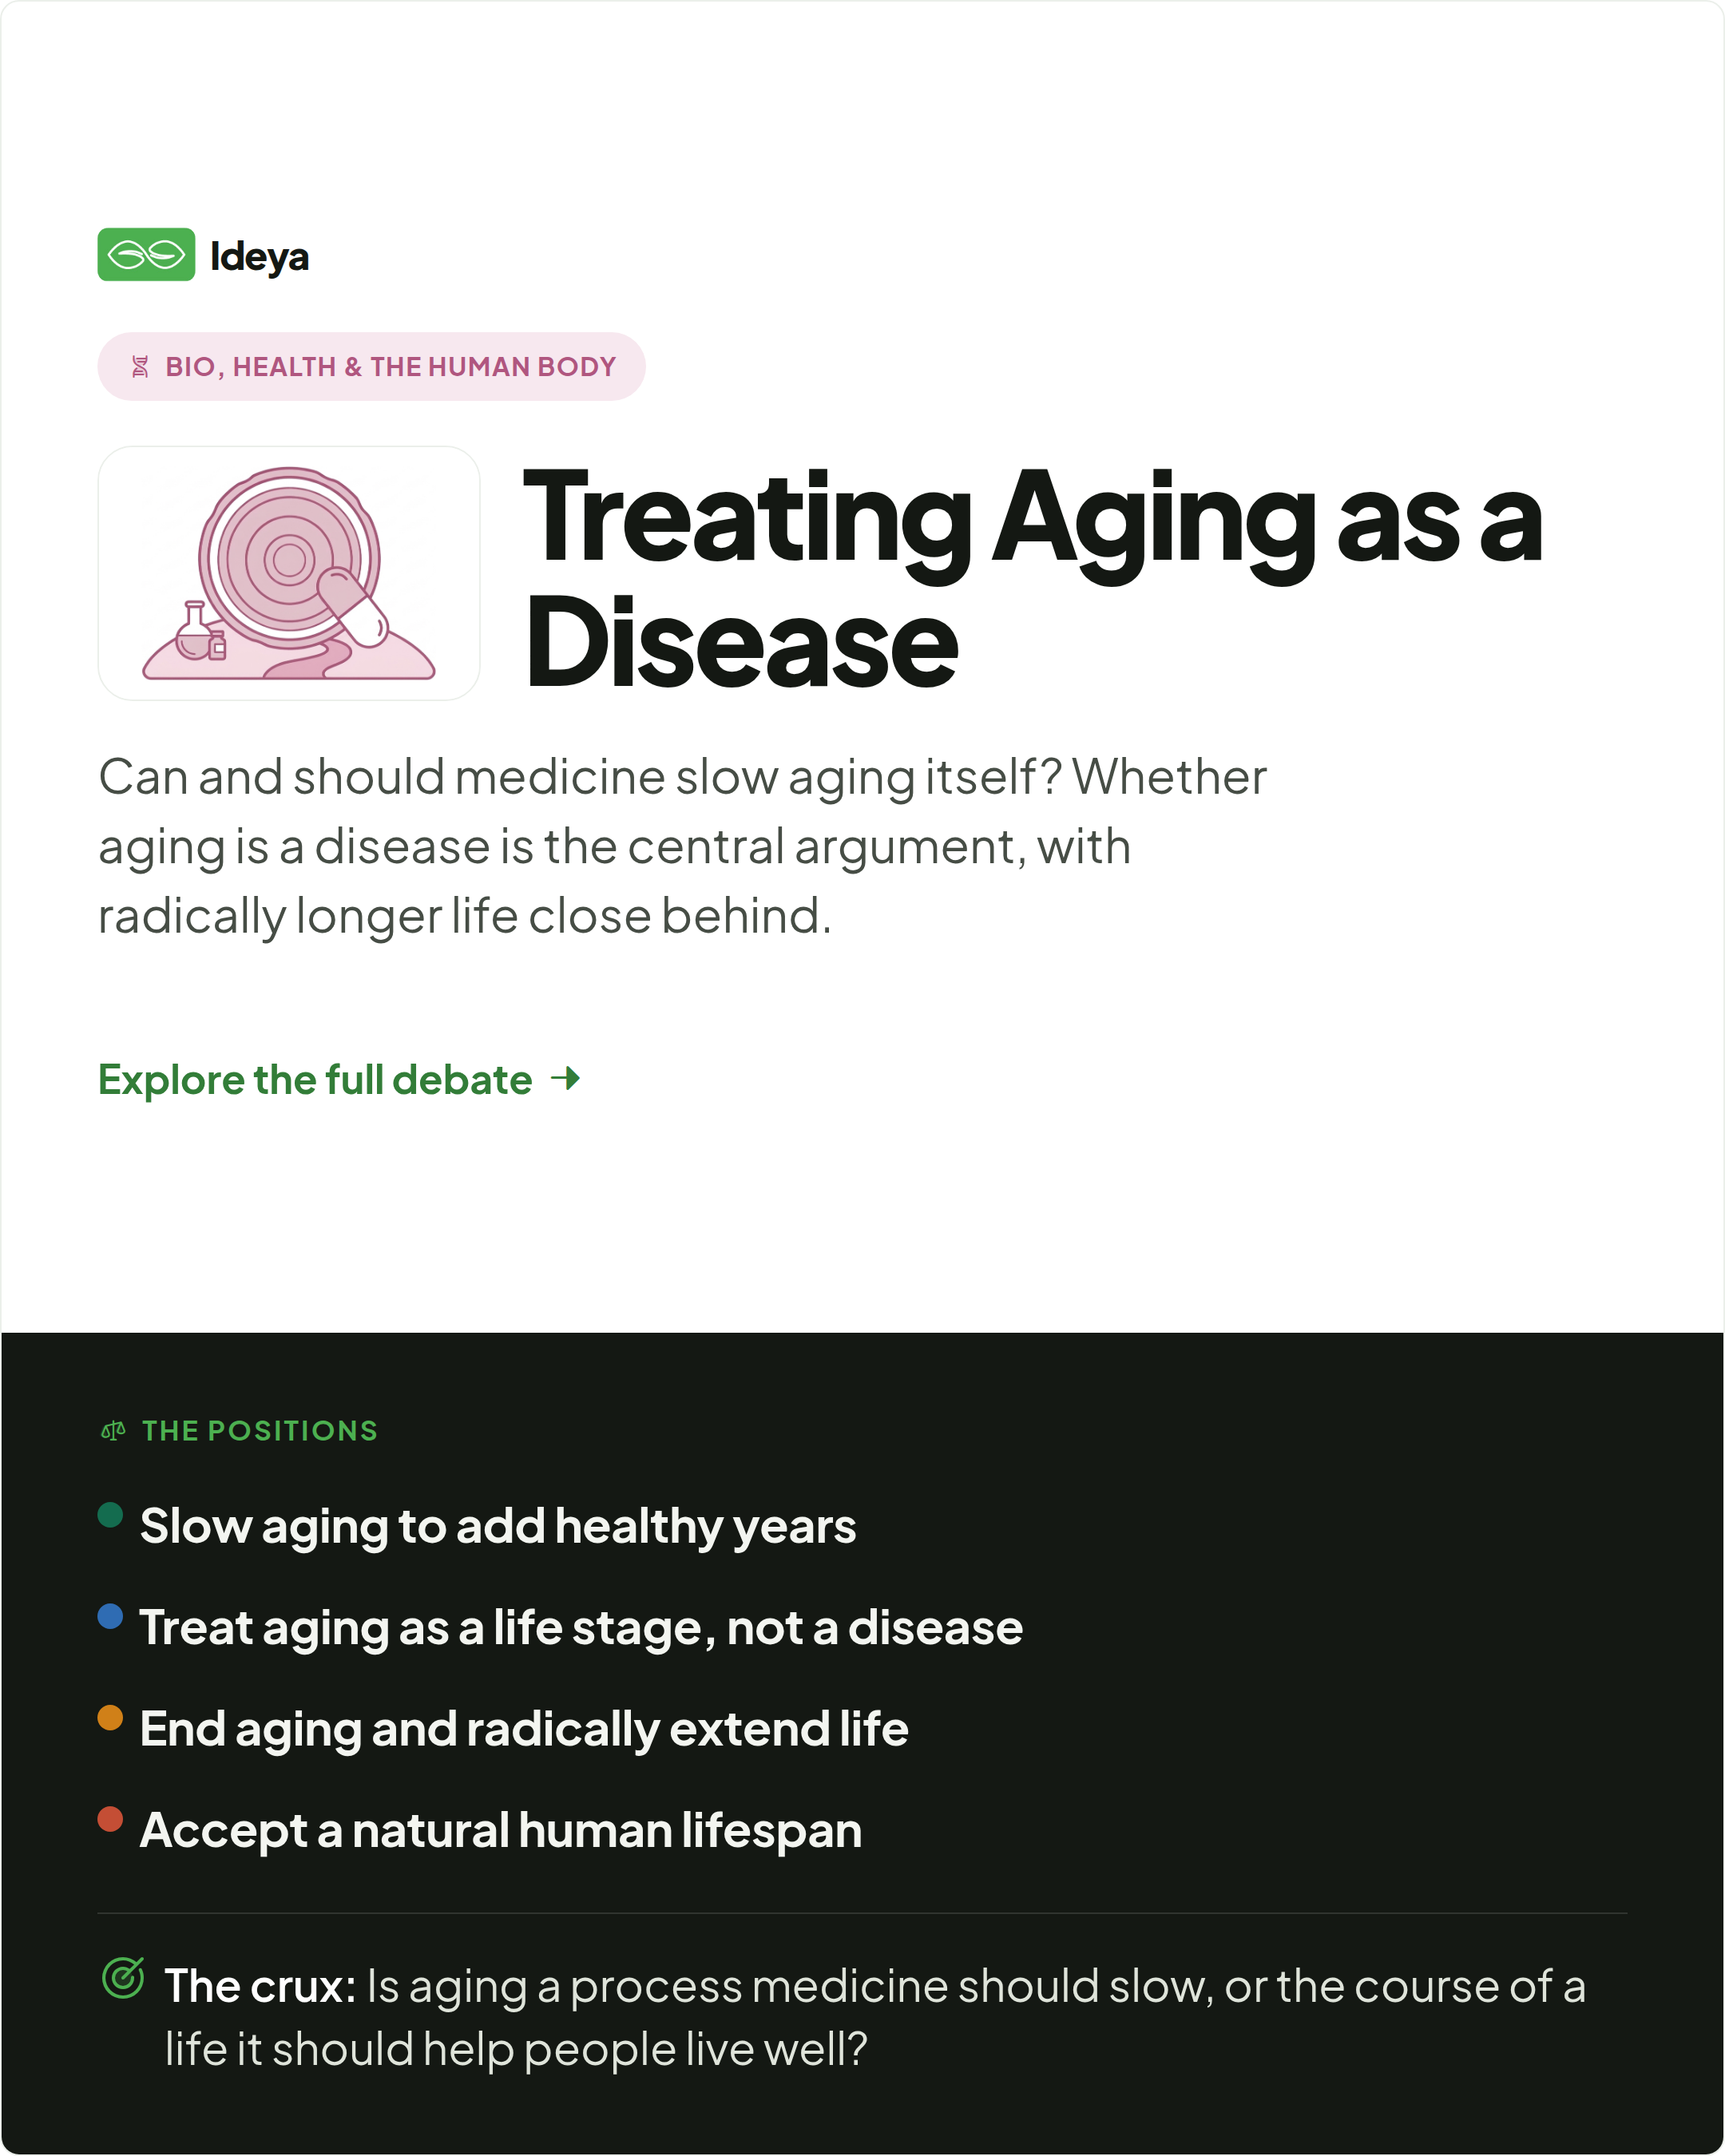 Ideya
BIO, HEALTH & THE HUMAN BODY
Treating Aging as a
Disease
Can and should medicine slow aging itself? Whether
aging is a disease is the central argument, with
radically longer life close behind.
Explore the full debate
THE POSITIONS
Slow aging to add healthy years
Treat aging as a life stage, not a disease
End aging and radically extend life
Accept a natural human lifespan
The crux: Is aging a process medicine should slow, or the course of a
life it should help people live well?